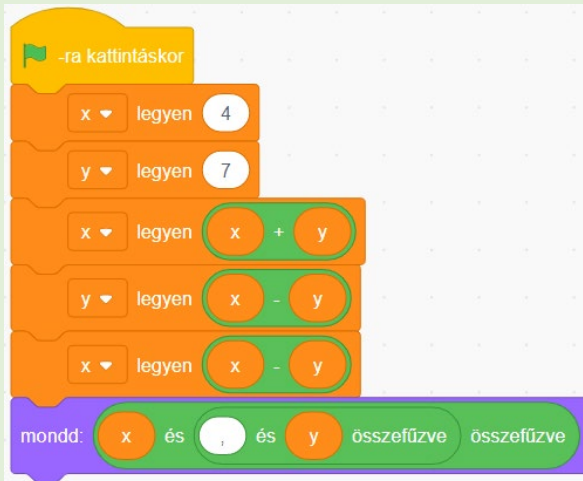 -ra kattintáskor
x legyen 4
y legyen 7
x legyen x + y
y legyen x - y
x legyen x - y
mondd: x és , és y összefűzve összefűzve